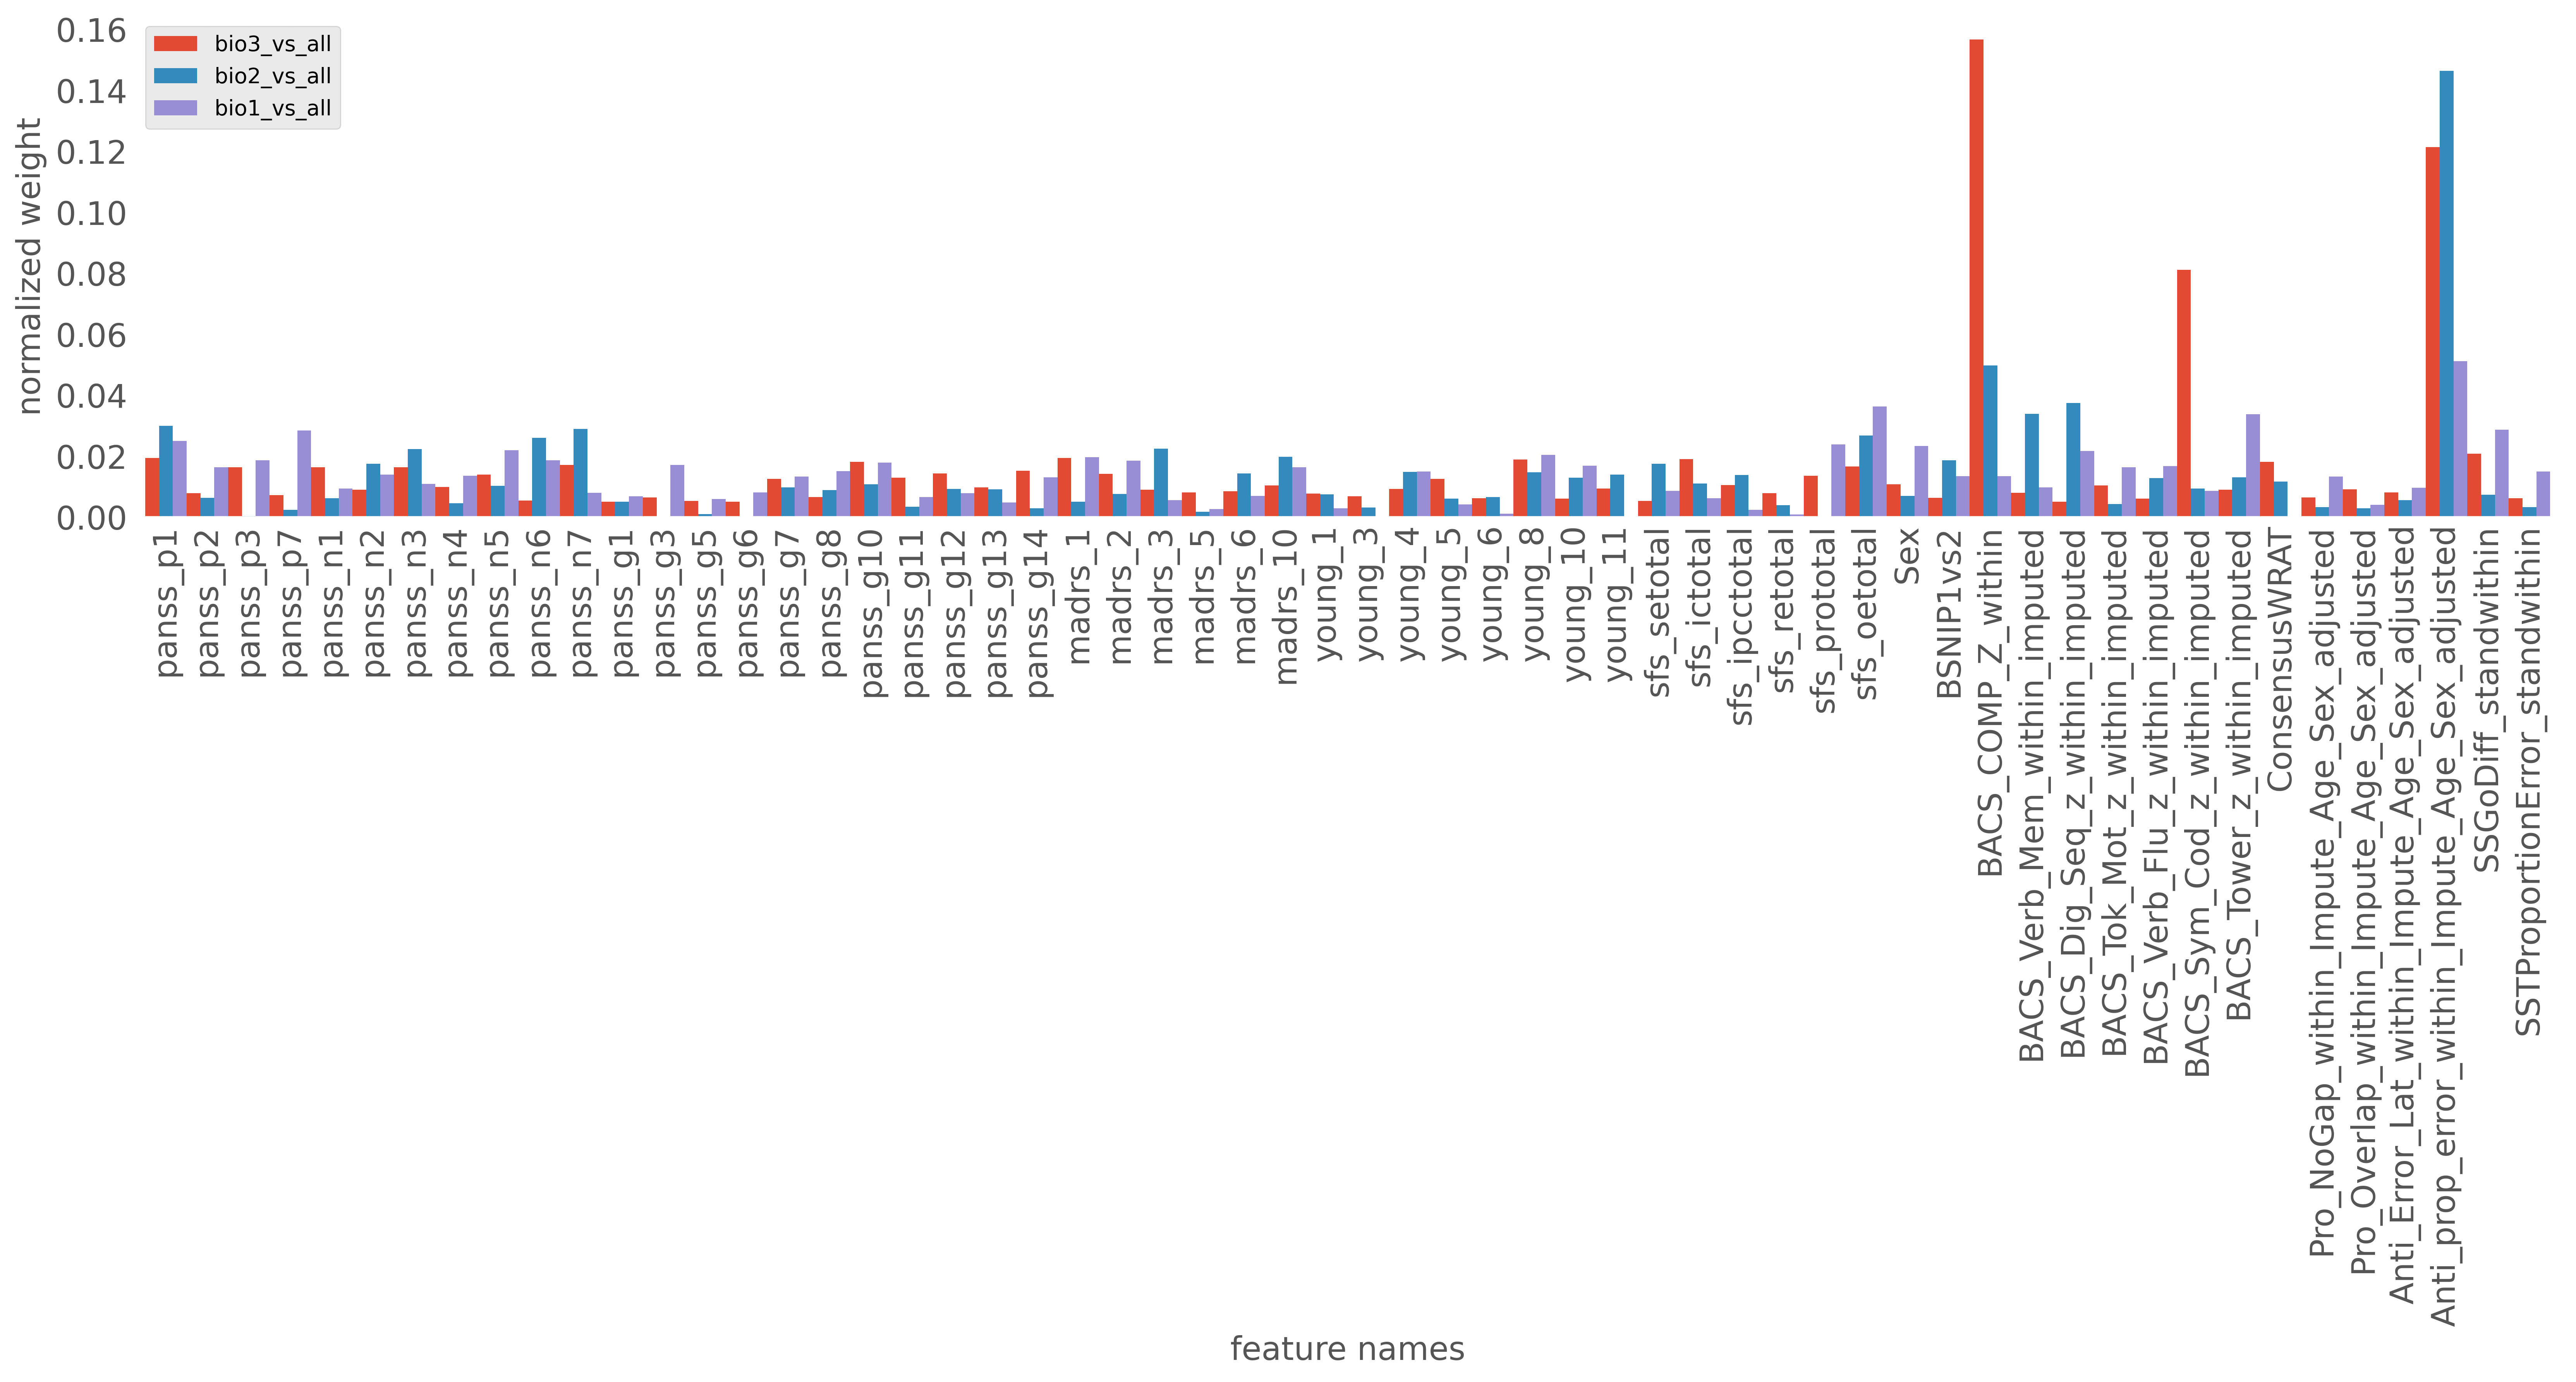 0.16
0.14
0.12
0.10
0.08
0.06
0.04
0.02
0.00
normalized weight
bio3_vs_all
bio2_vs_all
bio1_vs_all
panss_p1
panss_p2
panss_p3
panss_p7
panss_n1
panss_n2
panss_n3
panss_n4
panss_n5
panss_n6
panss_n7
panss_g1
panss_g3
panss_g5
panss_g6
panss_g7
panss_g8
panss_g10
panss_g11
panss_g12
panss_g13
panss_g14
madrs_1
madrs_2
madrs_3
madrs_5
madrs_6
madrs_10
young_1
young_3
young_4
young_5
young_6
young_8
young_10
young_11
sfs_setotal
sfs_ictotal
sfs_ipcctotal
sfs_retotal
sfs_prototal
sfs_oetotal
Sex
BSNIP1vs2
BACS_COMP_Z_within
BACS_Verb_Mem_within_imputed
BACS_Dig_Seq_z_within_imputed
BACS_Tok_Mot_z_within_imputed
BACS_Verb_Flu_z_within_imputed
BACS_Sym_Cod_z_within_imputed
BACS_Tower_z_within_imputed
ConsensusWRAT
Pro_NoGap_within_Impute_Age_Sex_adjusted
Pro_Overlap_within_Impute_Age_Sex_adjusted
Anti_Error_Lat_within_Impute_Age_Sex_adjusted
Anti_prop_error_within_Impute_Age_Sex_adjusted
SSGoDiff_standwithin
SSTProportionError_standwithin
feature names